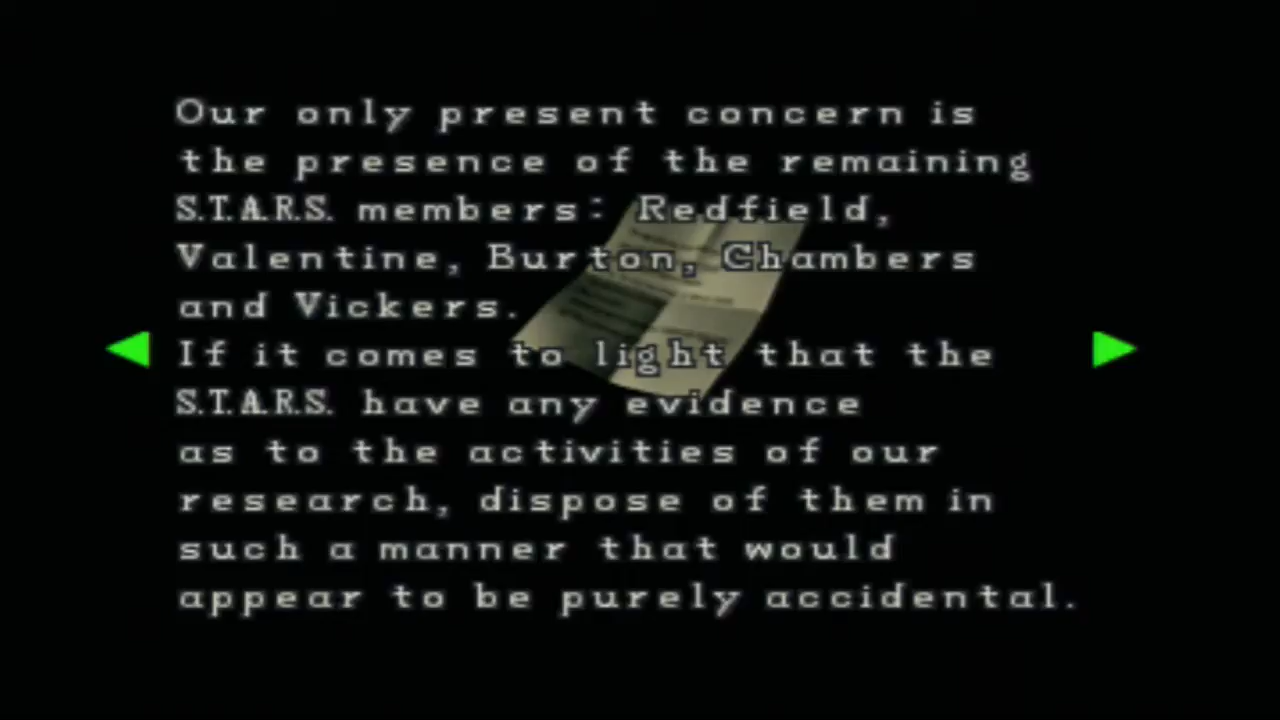 Our only present concern is
the presence of the remaining
S.T.A.R.S. members: Redfield,
Valentine, Burton, Chambers
and Vickers.
If it comes to light that the
S.T.A.R.S. have any evidence
as to the activities of our
research, dispose of them in
such a manner that would
appear to be purely accidental.